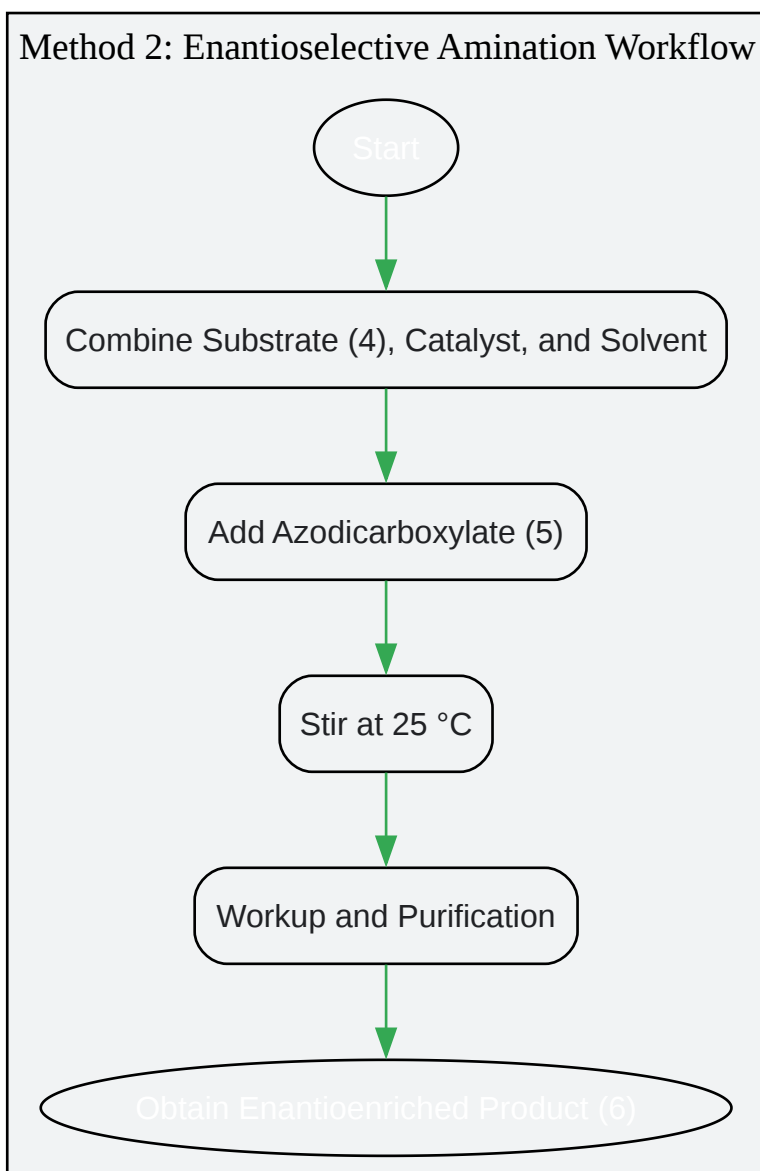 Method 2: Enantioselective Amination Workflow
Start
Combine Substrate (4), Catalyst, and Solvent
Add Azodicarboxylate (5)
Stir at 25 °C
Workup and Purification
Obtain Enantioenriched Product (6)